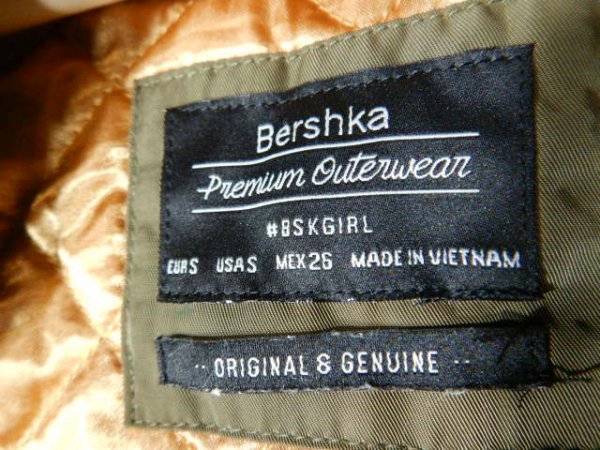 Bershka
Premium Outerwear
#BSKGIRL
EUR S USA S MEX 26 MADE IN VIETNAM
·· ORIGINAL & GENUINE ··